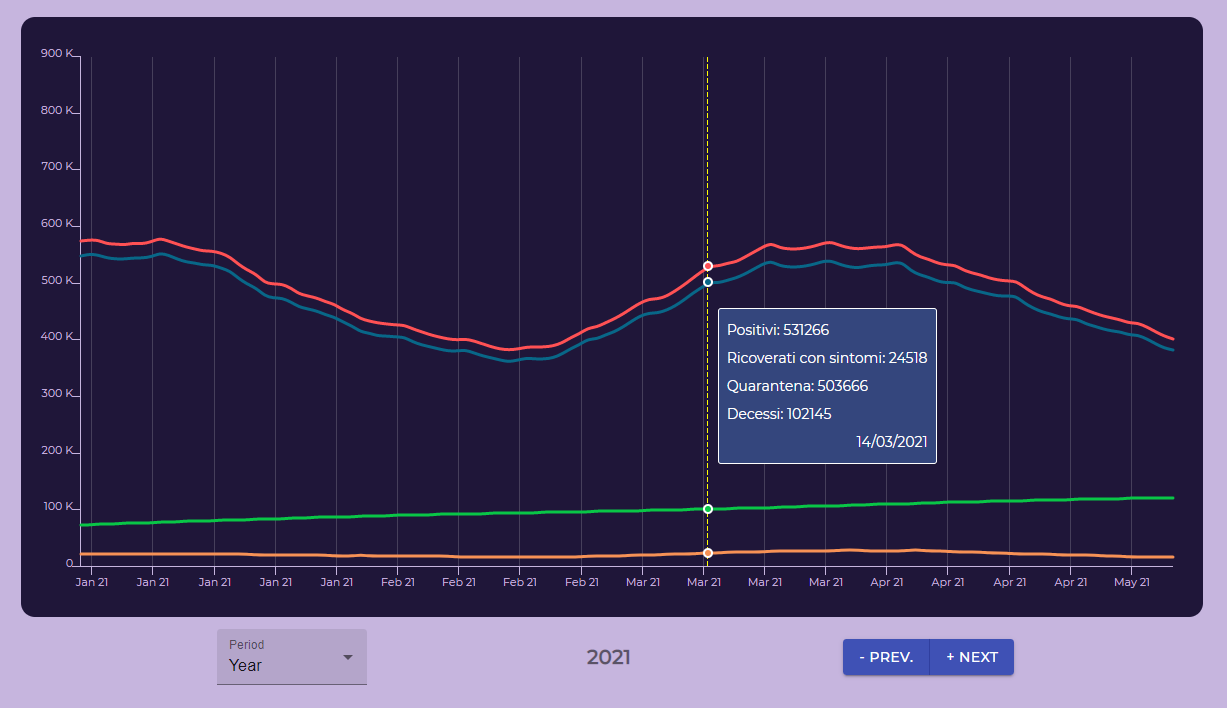 900 K
800 K
700 K
600 K
500 K
400 K
300 K
200 K
100 K
0
Positivi: 531266
Ricoverati con sintomi: 24518
Quarantena: 503666
Decessi: 102145
14/03/2021
Jan 21 Jan 21 Jan 21 Jan 21 Jan 21 Feb 21 Feb 21 Feb 21 Feb 21 Mar 21 Mar 21 Mar 21 Mar 21 Apr 21 Apr 21 Apr 21 Apr 21 May 21
Period
Year
2021
- PREV. + NEXT